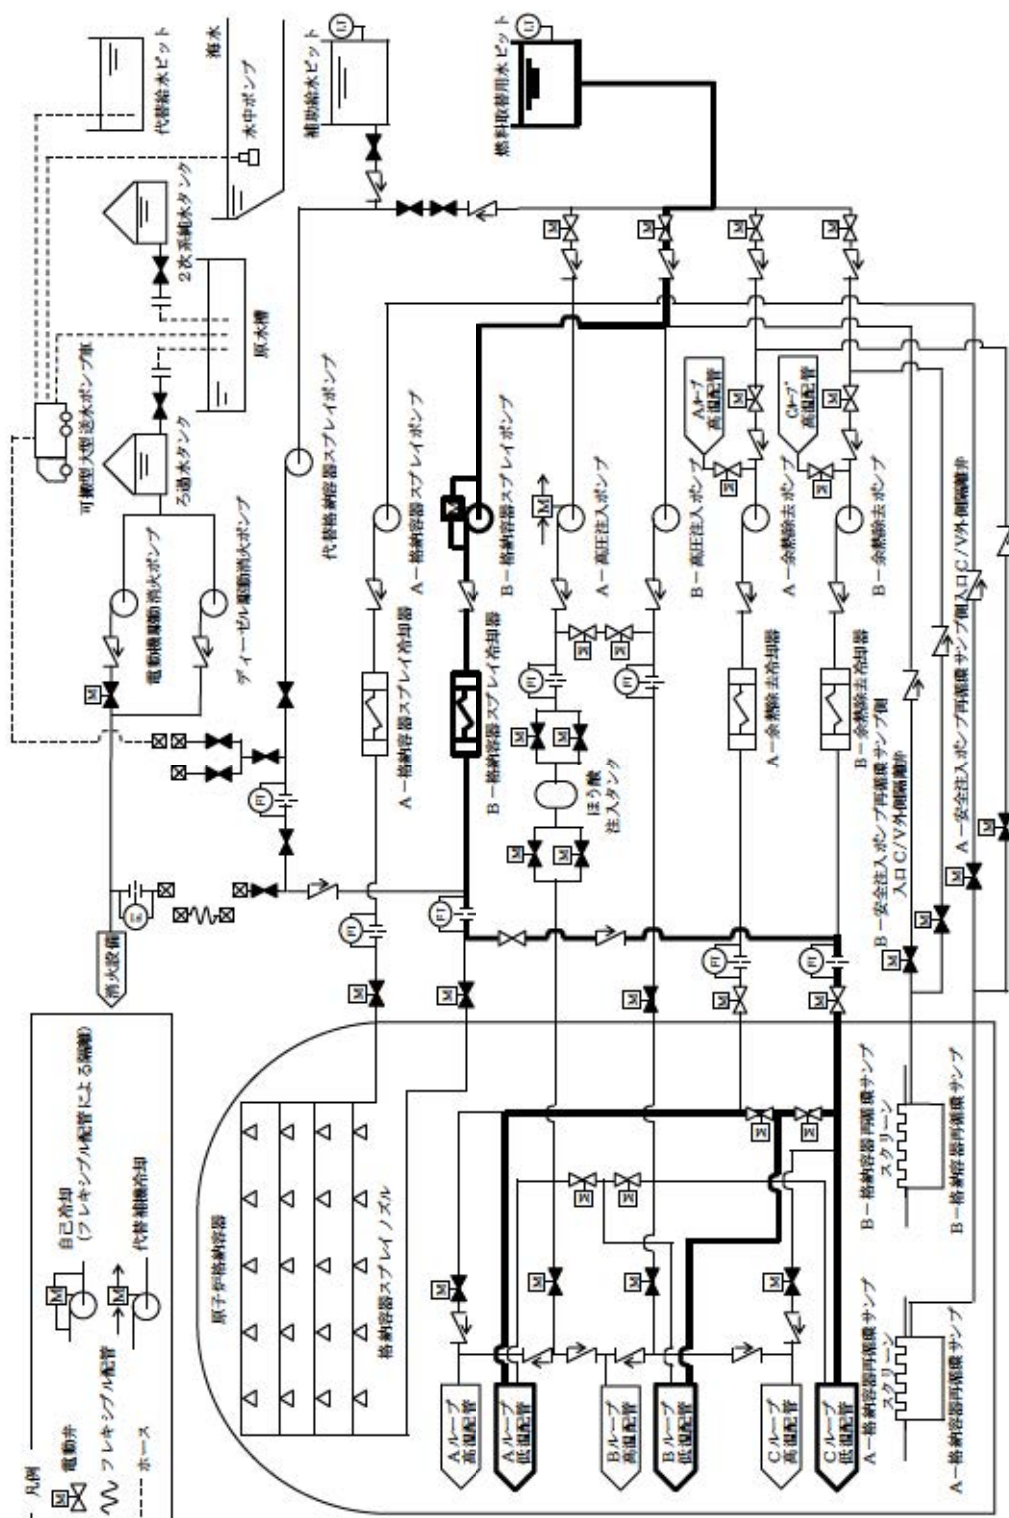 凡例
電動弁
フレキシブル配管
ホース
自己冷却
(フレキシブル配管による隔離)
代替補機冷却
M
M
M
代替給水ピット
海水
水中ポンプ
2次系純水タンク
原水槽
可搬型大型送水ポンプ車
ろ過水タンク
電動機駆動消火ポンプ
ディーゼル駆動消火ポンプ
消火設備
補助給水ピット
燃料取替用水ピット
代替格納容器スプレイポンプ
A-格納容器スプレイポンプ
B-格納容器スプレイポンプ
A-高圧注入ポンプ
B-高圧注入ポンプ
A-余熱除去ポンプ
B-余熱除去ポンプ
Aループ
高温配管
Cループ
高温配管
A-格納容器スプレイ冷却器
B-格納容器スプレイ冷却器
ほう酸
注入タンク
A-余熱除去冷却器
B-余熱除去冷却器
B-安全注入ポンプ再循環サンプ側
入口C/V外側隔離弁
A-安全注入ポンプ再循環サンプ側入口C/V外側隔離弁
原子炉格納容器
格納容器スプレイノズル
Aループ
高温配管
Aループ
低温配管
Bループ
高温配管
Bループ
低温配管
Cループ
高温配管
Cループ
低温配管
B-格納容器再循環サンプ
スクリーン
B-格納容器再循環サンプ
A-格納容器再循環サンプ
スクリーン
A-格納容器再循環サンプ